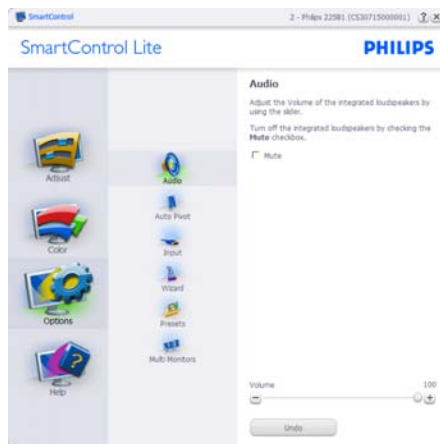 SmartControl
2 - Philips 225B1 (CS30715000001)
?
X
SmartControl Lite
PHILIPS
Adjust
Color
Options
Help
Audio
Auto Pivot
Input
Wizard
Presets
Multi Monitors
Audio
Adjust the Volume of the integrated loudspeakers by
using the slider.
Turn off the integrated loudspeakers by checking the
Mute checkbox.
Mute
Volume
100
Undo